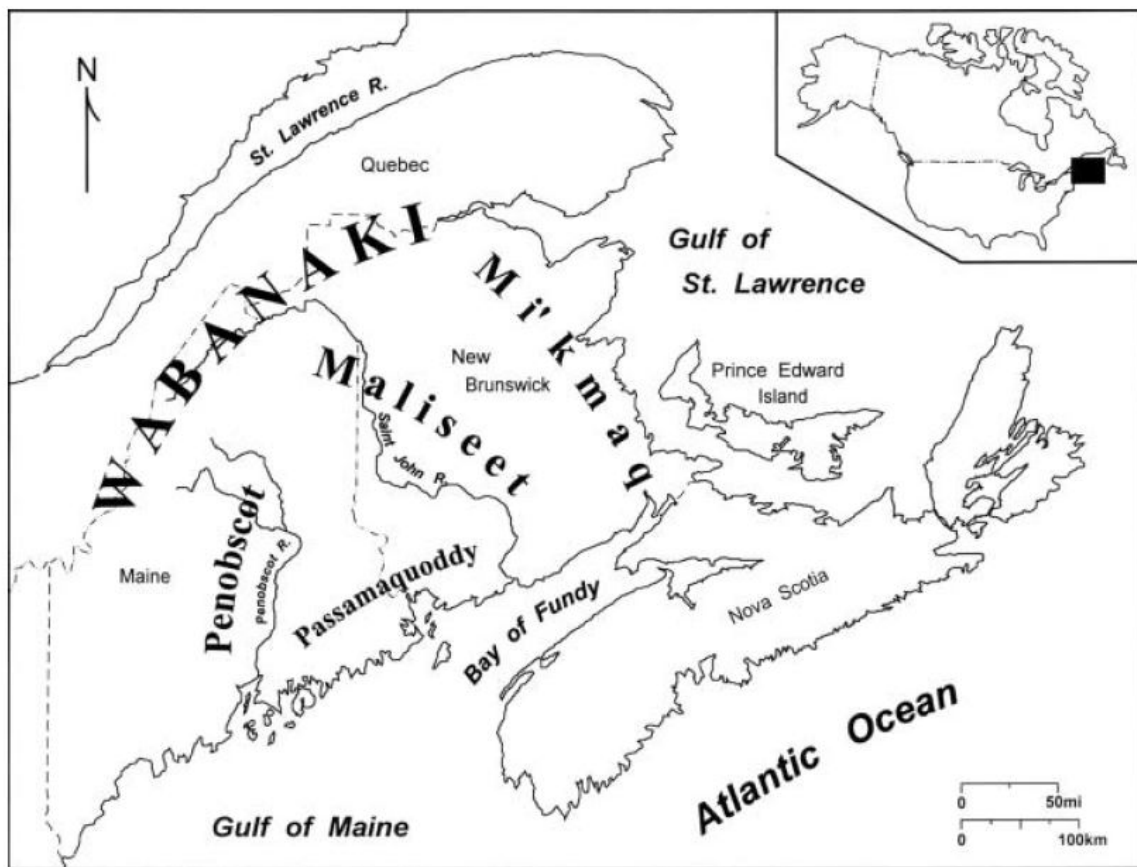 N
St. Lawrence R.
Quebec
WABANAKI
Gulf of
St. Lawrence
Mi'kmaq
New
Brunswick
Prince Edward
Island
Maliseet
Saint
John R.
Penobscot
Penobscot R.
Maine
Passamaquoddy
Bay of Fundy
Nova Scotia
Atlantic Ocean
Gulf of Maine
0 50mi
0 100km